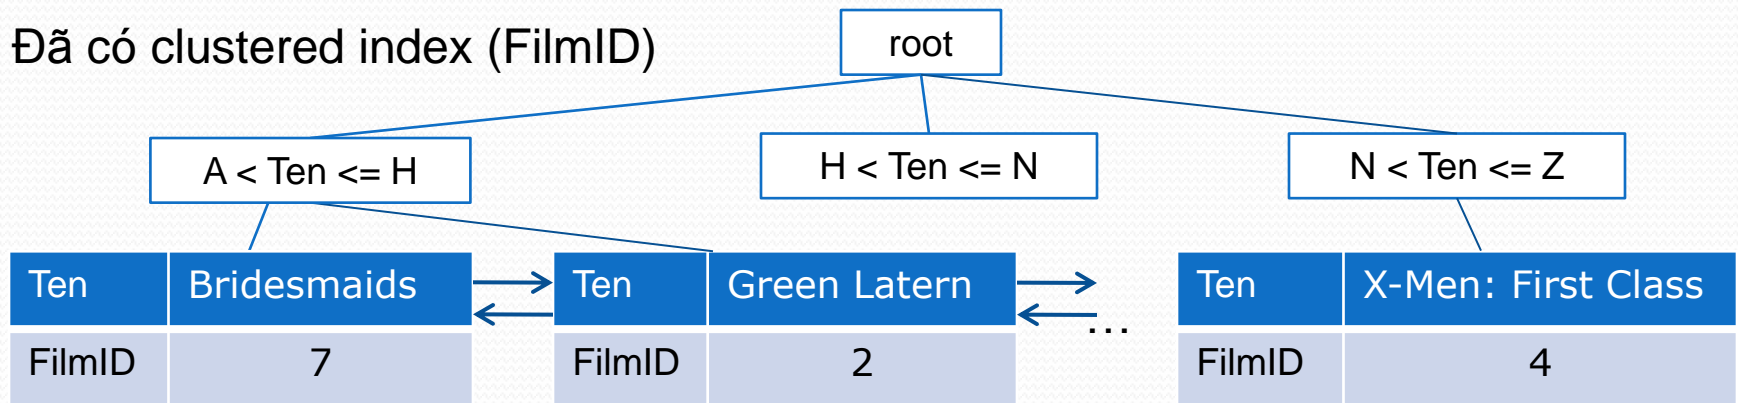 Đã có clustered index (FilmID)
root
A < Ten <= H
H < Ten <= N
N < Ten <= Z
Ten Bridesmaids
Ten Green Latern
...
Ten X-Men: First Class
FilmID 7
FilmID 2
FilmID 4